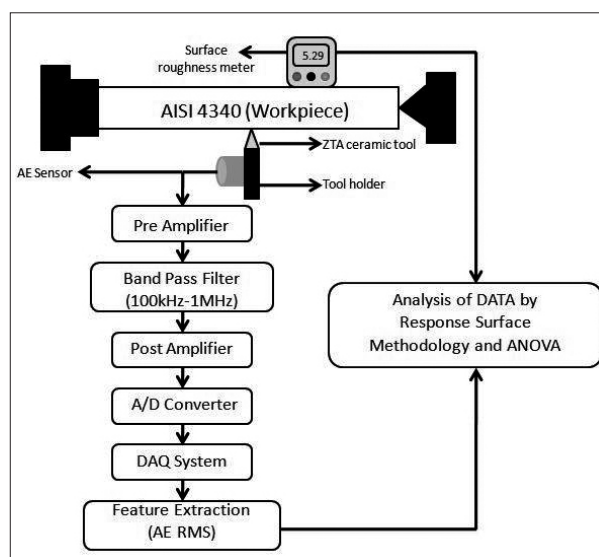 Surface
roughness meter
5.29
AISI 4340 (Workpiece)
ZTA ceramic tool
AE Sensor
Tool holder
Pre Amplifier
Band Pass Filter
(100kHz-1MHz)
Post Amplifier
A/D Converter
DAQ System
Feature Extraction
(AE RMS)
Analysis of DATA by
Response Surface
Methodology and ANOVA